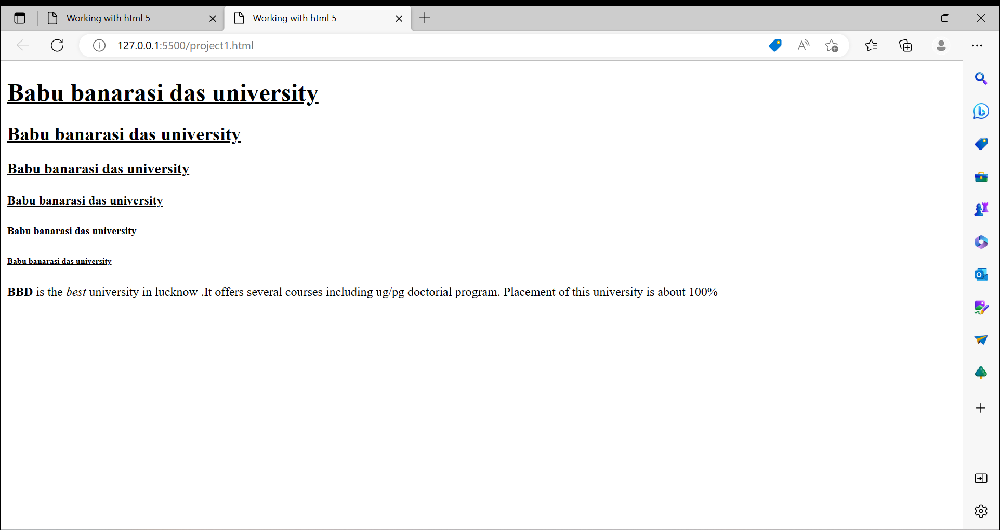 Working with html 5
Working with html 5
127.0.0.1:5500/project1.html
Babu banarasi das university
Babu banarasi das university
Babu banarasi das university
Babu banarasi das university
Babu banarasi das university
Babu banarasi das university
BBD is the best university in lucknow .It offers several courses including ug/pg doctorial program. Placement of this university is about 100%